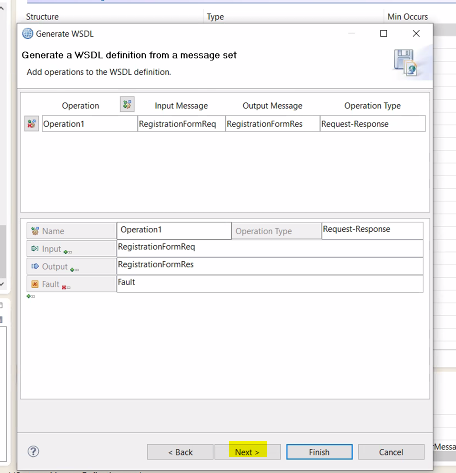 Structure Type Min Occurs
Generate WSDL
Generate a WSDL definition from a message set
Add operations to the WSDL definition.
Operation Input Message Output Message Operation Type
Operation1 RegistrationFormReq RegistrationFormRes Request-Response
Name Operation1 Operation Type Request-Response
Input RegistrationFormReq
Output RegistrationFormRes
Fault Fault
Messa
< Back Next > Finish Cancel